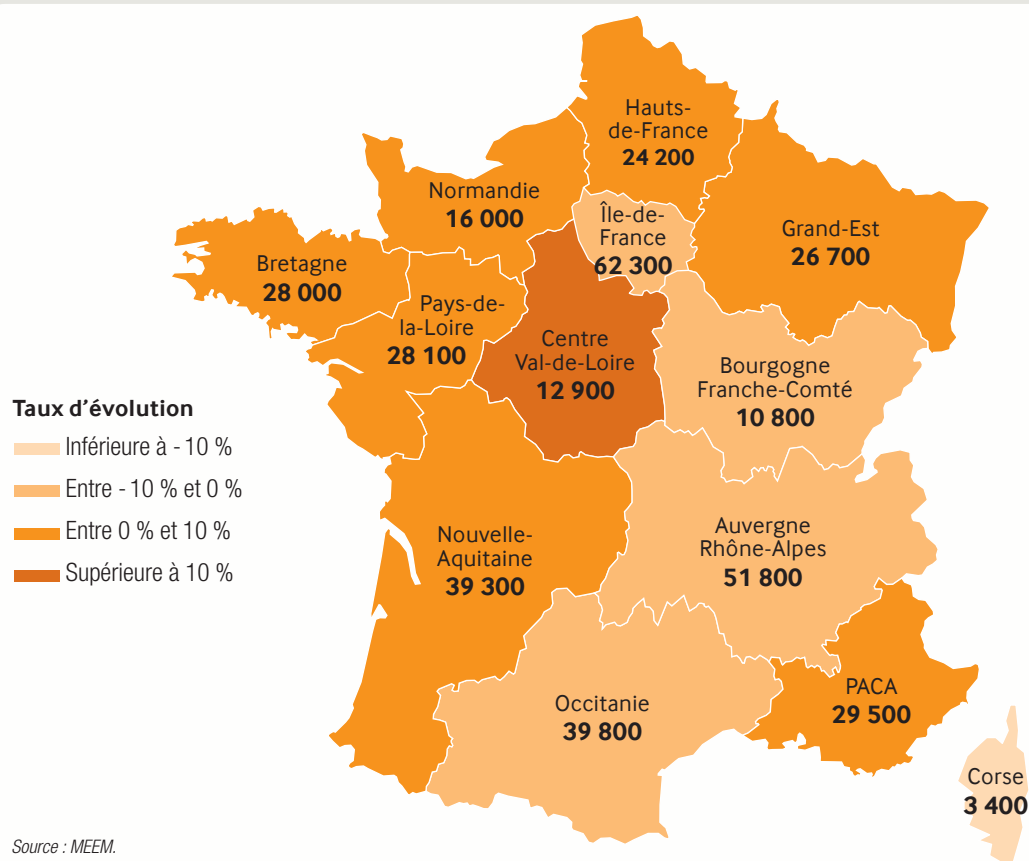 Hauts-
de-France
24 200
Normandie
16 000
Île-de-
France
62 300
Grand-Est
26 700
Bretagne
28 000
Pays-de-
la-Loire
28 100
Centre
Val-de-Loire
12 900
Bourgogne
Franche-Comté
10 800
Taux d'évolution
Inférieure à - 10 %
Entre - 10 % et 0 %
Entre 0 % et 10 %
Supérieure à 10 %
Nouvelle-
Aquitaine
39 300
Auvergne
Rhône-Alpes
51 800
Occitanie
39 800
PACA
29 500
Corse
3 400
Source : MEEM.